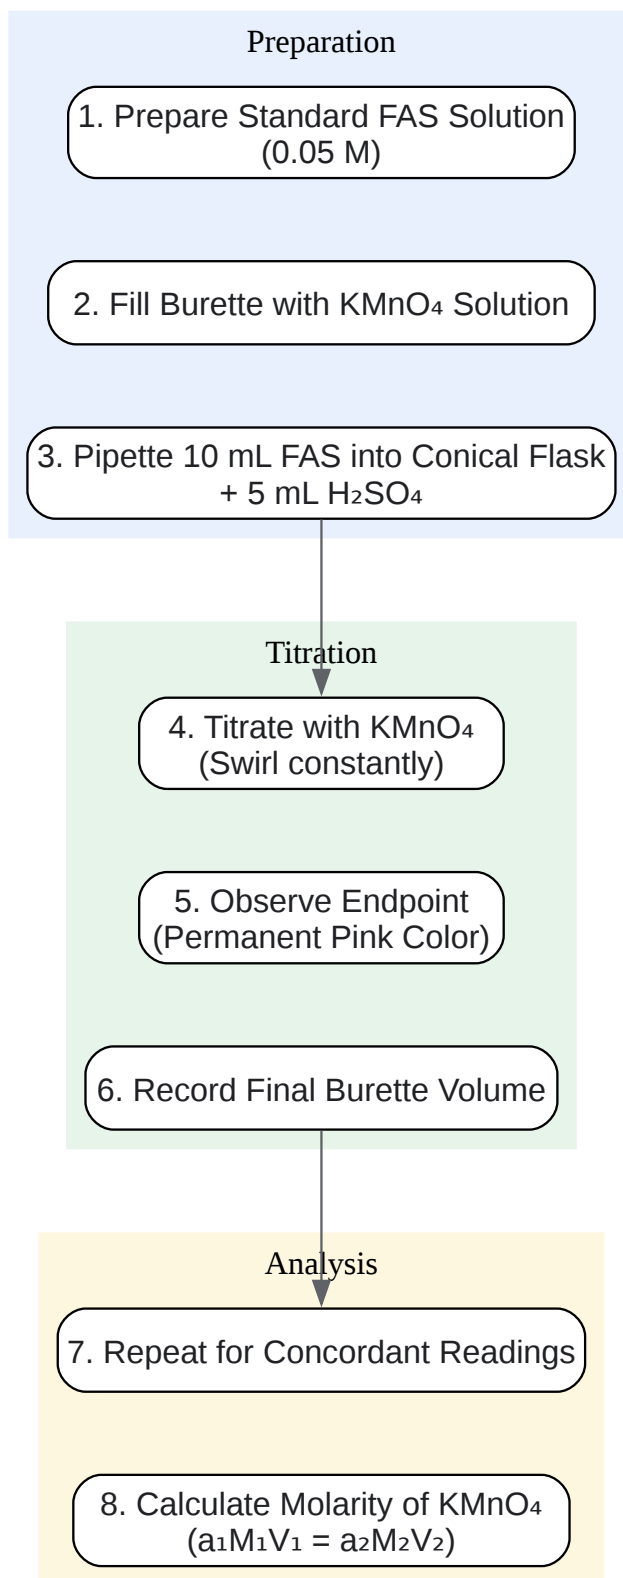 Preparation
1. Prepare Standard FAS Solution
(0.05 M)
2. Fill Burette with KMnO₄ Solution
3. Pipette 10 mL FAS into Conical Flask
+ 5 mL H₂SO₄
Titration
4. Titrate with KMnO₄
(Swirl constantly)
5. Observe Endpoint
(Permanent Pink Color)
6. Record Final Burette Volume
Analysis
7. Repeat for Concordant Readings
8. Calculate Molarity of KMnO₄
(a₁M₁V₁ = a₂M₂V₂)